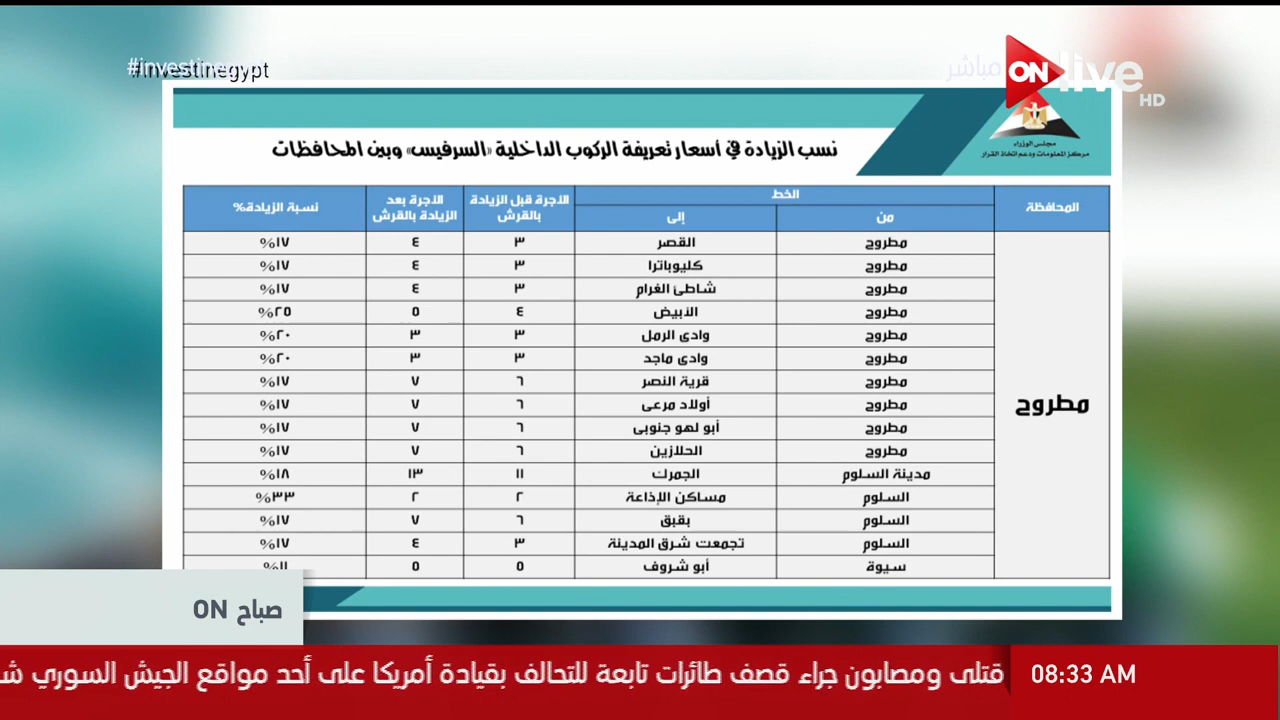 #investinegypt
مباشر ON live HD
مجلس الوزراء
مركز المعلومات ودعم اتخاذ القرار
نسب الزيادة في أسعار تعريفة الركوب الداخلية «السرفيس» وبين المحافظات
المحافظة الخط الأجرة قبل الزيادة بالقرش الأجرة بعد الزيادة بالقرش نسبة الزيادة%
من إلى
مطروح
مطروح القصر ٣ ٤ ١٧%
مطروح كليوباترا ٣ ٤ ١٧%
مطروح شاطئ الغرام ٣ ٤ ١٧%
مطروح الأبيض ٤ ٥ ٢٥%
مطروح وادى الرمل ٣ ٣ ٢٠%
مطروح وادى ماجد ٣ ٣ ٢٠%
مطروح قرية النصر ٦ ٧ ١٧%
مطروح أولاد مرعى ٦ ٧ ١٧%
مطروح أبو لهو جنوبى ٦ ٧ ١٧%
مطروح الحلازين ٦ ٧ ١٧%
مدينة السلوم الجمرك ١١ ١٣ ١٨%
السلوم مساكن الإذاعة ٢ ٢ ٣٣%
السلوم بقبق ٦ ٧ ١٧%
السلوم تجمعت شرق المدينة ٣ ٤ ١٧%
سيوة أبو شروف ٥ ٥ ١١%
صباح ON
08:33 AM
قتلى ومصابون جراء قصف طائرات تابعة للتحالف بقيادة أمريكا على أحد مواقع الجيش السوري